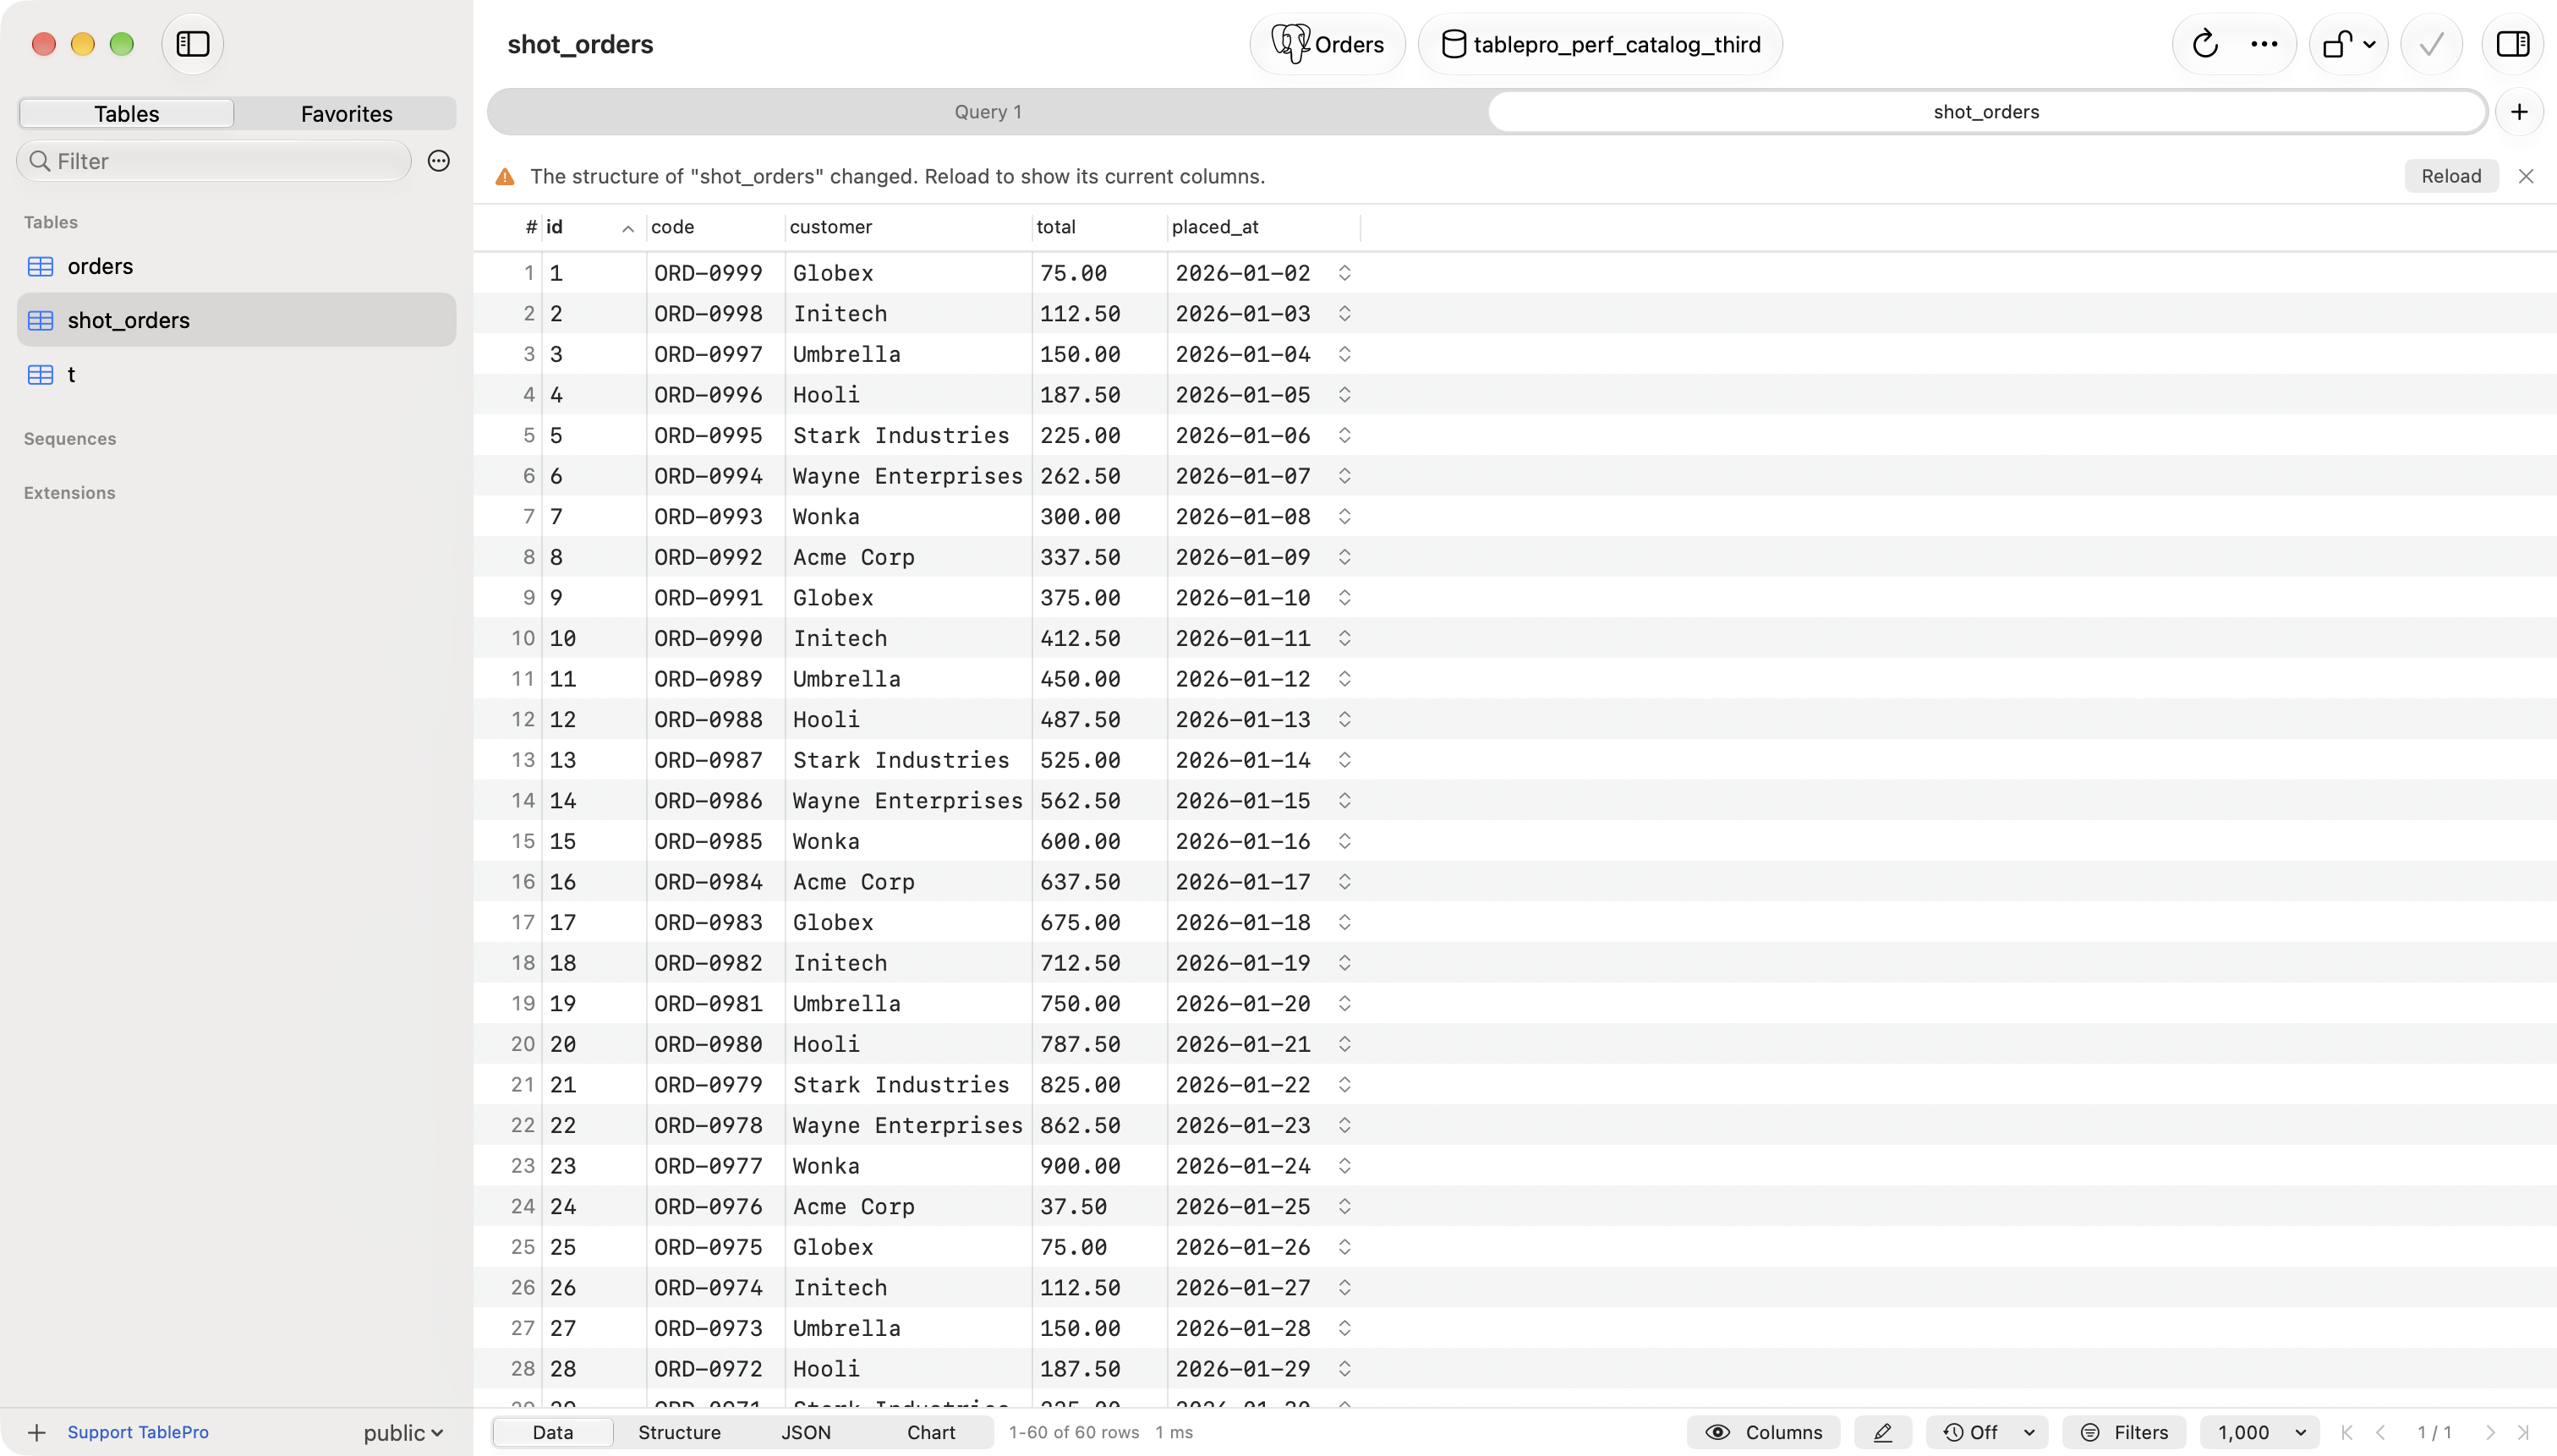 shot_orders
Orders
tablepro_perf_catalog_third
Tables
Favorites
Query 1
shot_orders
Filter
The structure of "shot_orders" changed. Reload to show its current columns.
Reload
Tables
orders
shot_orders
t
Sequences
Extensions
# id code customer total placed_at
1 1 ORD-0999 Globex 75.00 2026-01-02
2 2 ORD-0998 Initech 112.50 2026-01-03
3 3 ORD-0997 Umbrella 150.00 2026-01-04
4 4 ORD-0996 Hooli 187.50 2026-01-05
5 5 ORD-0995 Stark Industries 225.00 2026-01-06
6 6 ORD-0994 Wayne Enterprises 262.50 2026-01-07
7 7 ORD-0993 Wonka 300.00 2026-01-08
8 8 ORD-0992 Acme Corp 337.50 2026-01-09
9 9 ORD-0991 Globex 375.00 2026-01-10
10 10 ORD-0990 Initech 412.50 2026-01-11
11 11 ORD-0989 Umbrella 450.00 2026-01-12
12 12 ORD-0988 Hooli 487.50 2026-01-13
13 13 ORD-0987 Stark Industries 525.00 2026-01-14
14 14 ORD-0986 Wayne Enterprises 562.50 2026-01-15
15 15 ORD-0985 Wonka 600.00 2026-01-16
16 16 ORD-0984 Acme Corp 637.50 2026-01-17
17 17 ORD-0983 Globex 675.00 2026-01-18
18 18 ORD-0982 Initech 712.50 2026-01-19
19 19 ORD-0981 Umbrella 750.00 2026-01-20
20 20 ORD-0980 Hooli 787.50 2026-01-21
21 21 ORD-0979 Stark Industries 825.00 2026-01-22
22 22 ORD-0978 Wayne Enterprises 862.50 2026-01-23
23 23 ORD-0977 Wonka 900.00 2026-01-24
24 24 ORD-0976 Acme Corp 37.50 2026-01-25
25 25 ORD-0975 Globex 75.00 2026-01-26
26 26 ORD-0974 Initech 112.50 2026-01-27
27 27 ORD-0973 Umbrella 150.00 2026-01-28
28 28 ORD-0972 Hooli 187.50 2026-01-29
Support TablePro
public
Data
Structure
JSON
Chart
1-60 of 60 rows 1 ms
Columns
Off
Filters
1,000
1 / 1